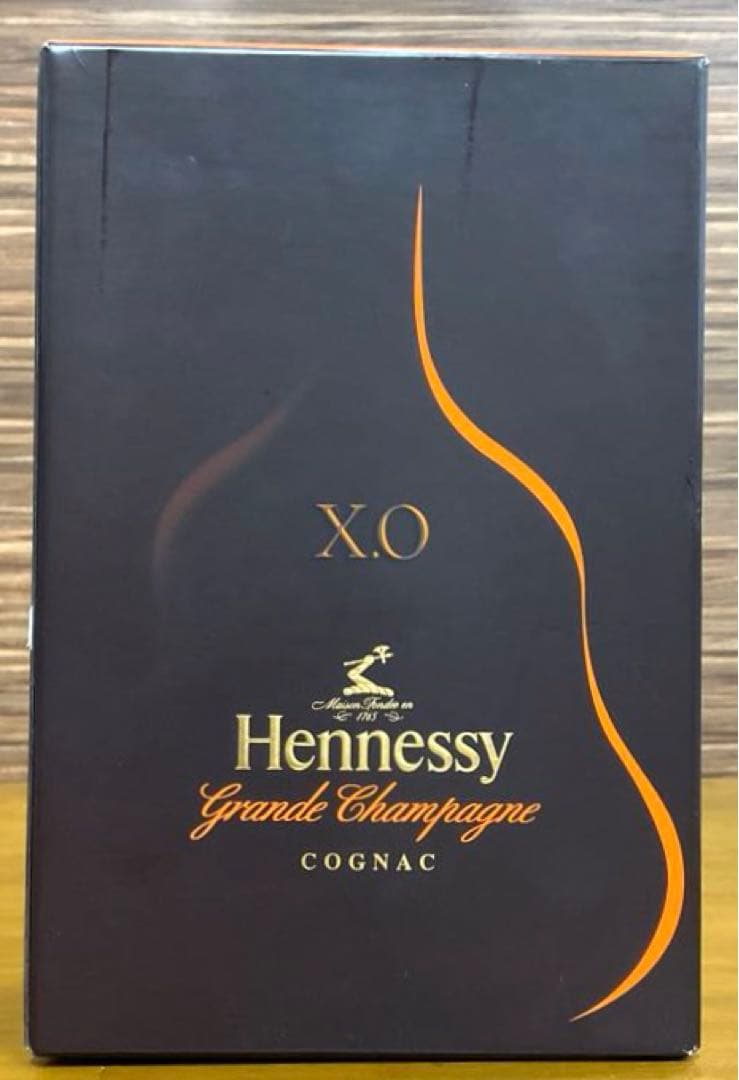 X.O
Maison Fondée en
1765
Hennessy
Grande Champagne
COGNAC